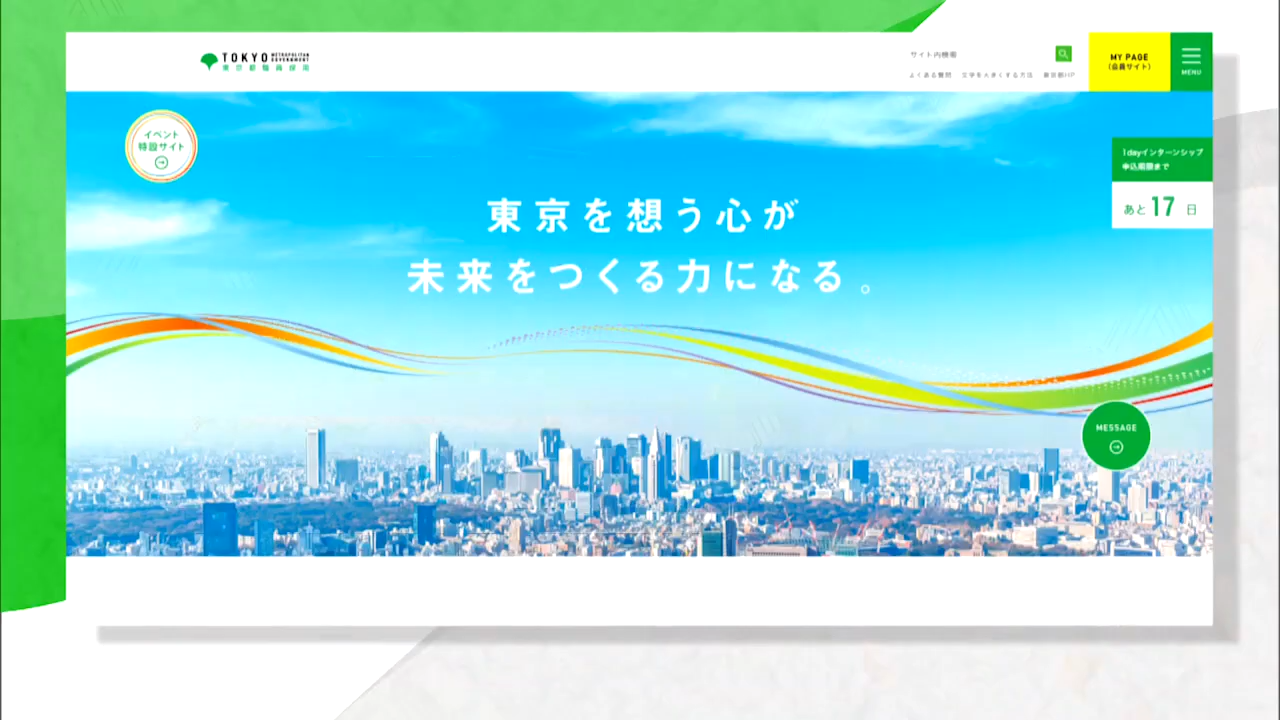 TOKYO METROPOLITAN GOVERNMENT
東京都職員採用
サイト内検索
よくある質問 文字を大きくする方法 東京都HP
MY PAGE
(会員サイト)
MENU
イベント
特設サイト
1dayインターンシップ
申込期限まで
あと17日
東京を想う心が
未来をつくる力になる。
MESSAGE